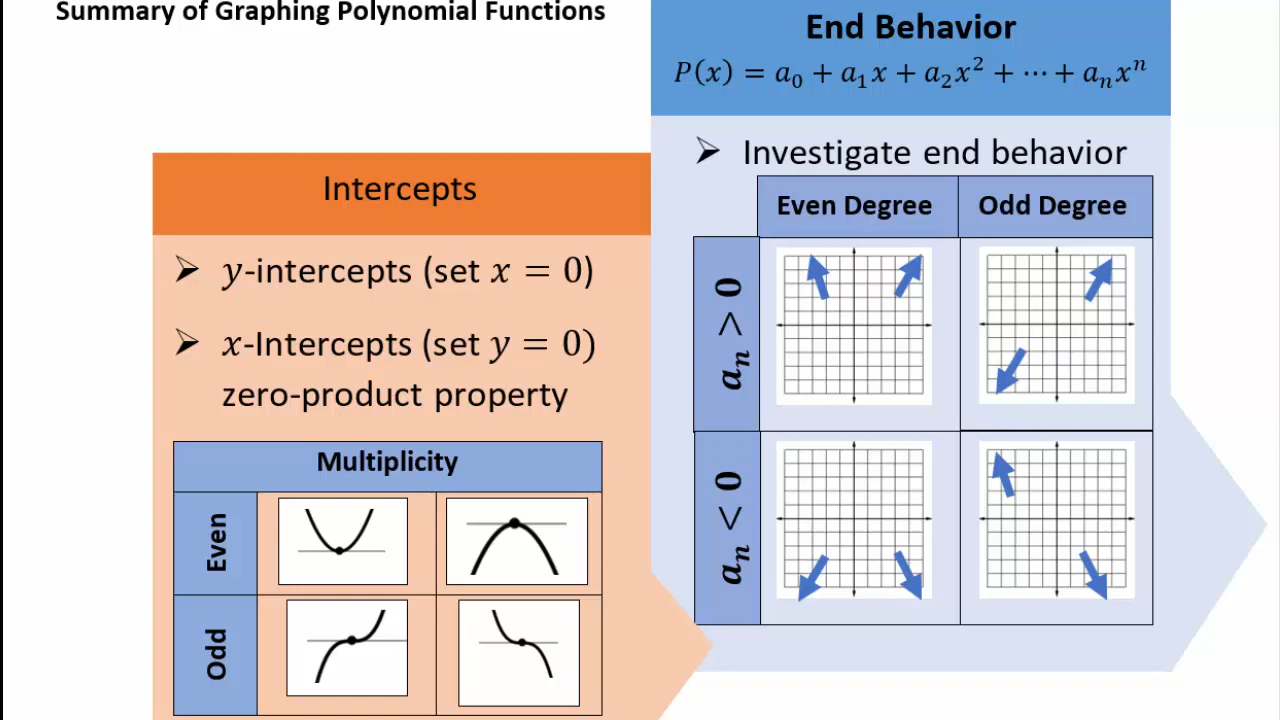 Summary of Graphing Polynomial Functions
End Behavior
P(x) = a₀ + a₁x + a₂x² + ⋯ + aₙxⁿ
➢ Investigate end behavior
Even Degree Odd Degree
aₙ > 0
aₙ < 0
Intercepts
➢ y-intercepts (set x = 0)
➢ x-Intercepts (set y = 0)
zero-product property
Multiplicity
Even
Odd